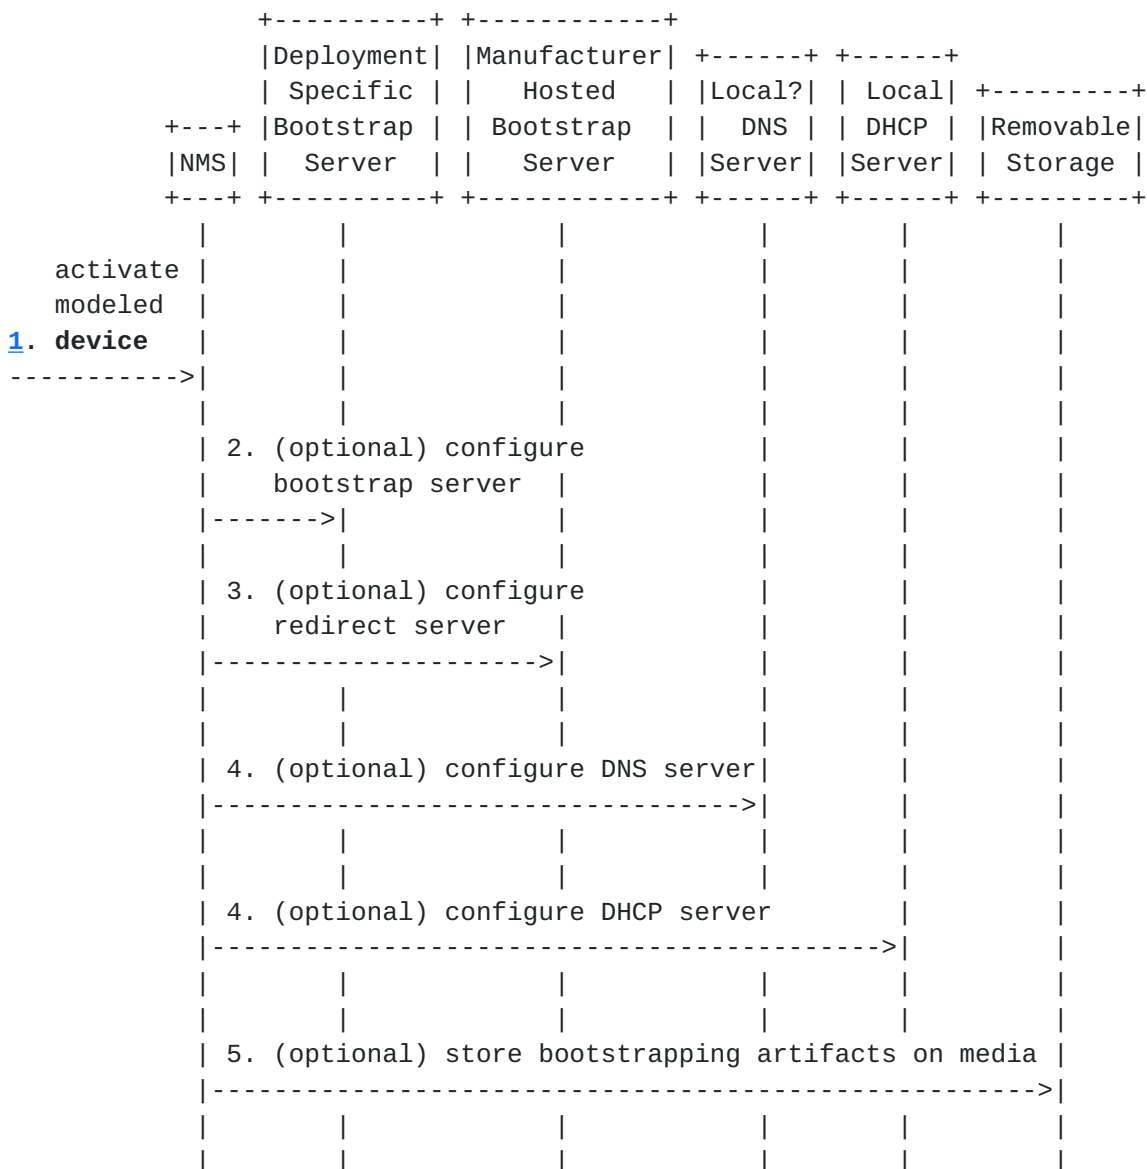 +----------+ +------------+
             |Deployment| |Manufacturer| +------+ +------+
             | Specific | |   Hosted   | |Local?| | Local| +---------+
       +---+ |Bootstrap | | Bootstrap  | |  DNS | | DHCP | |Removable|
       |NMS| |  Server  | |   Server   | |Server| |Server| | Storage |
       +---+ +----------+ +------------+ +------+ +------+ +---------+
activate
modeled
1. device
2. (optional) configure
bootstrap server
3. (optional) configure
redirect server
4. (optional) configure DNS server
4. (optional) configure DHCP server
5. (optional) store bootstrapping artifacts on media